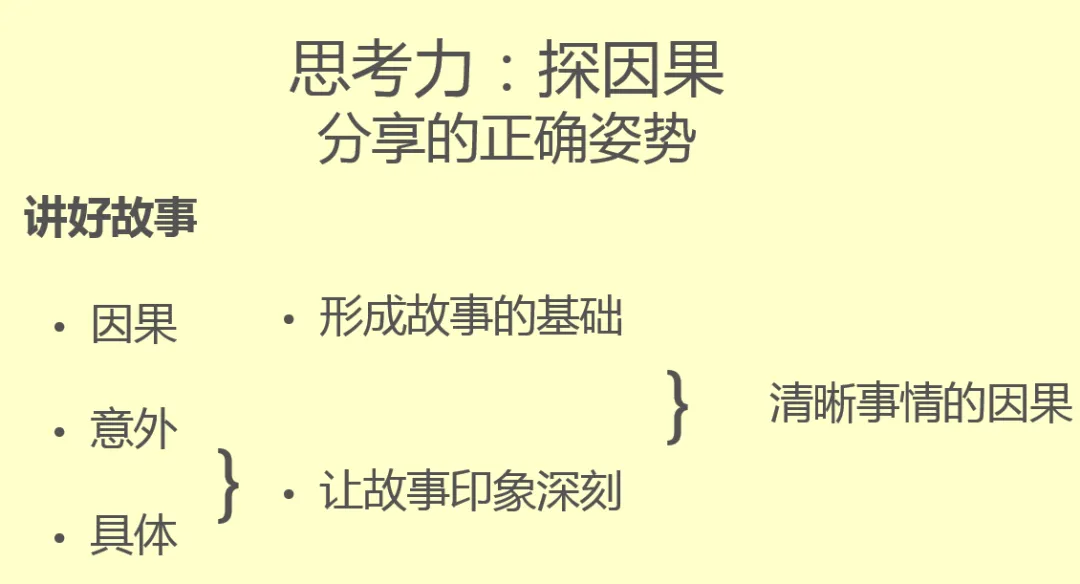 思考力：探因果
分享的正确姿势
讲好故事
• 因果
• 形成故事的基础
• 意外
} 清晰事情的因果
• 具体
} • 让故事印象深刻